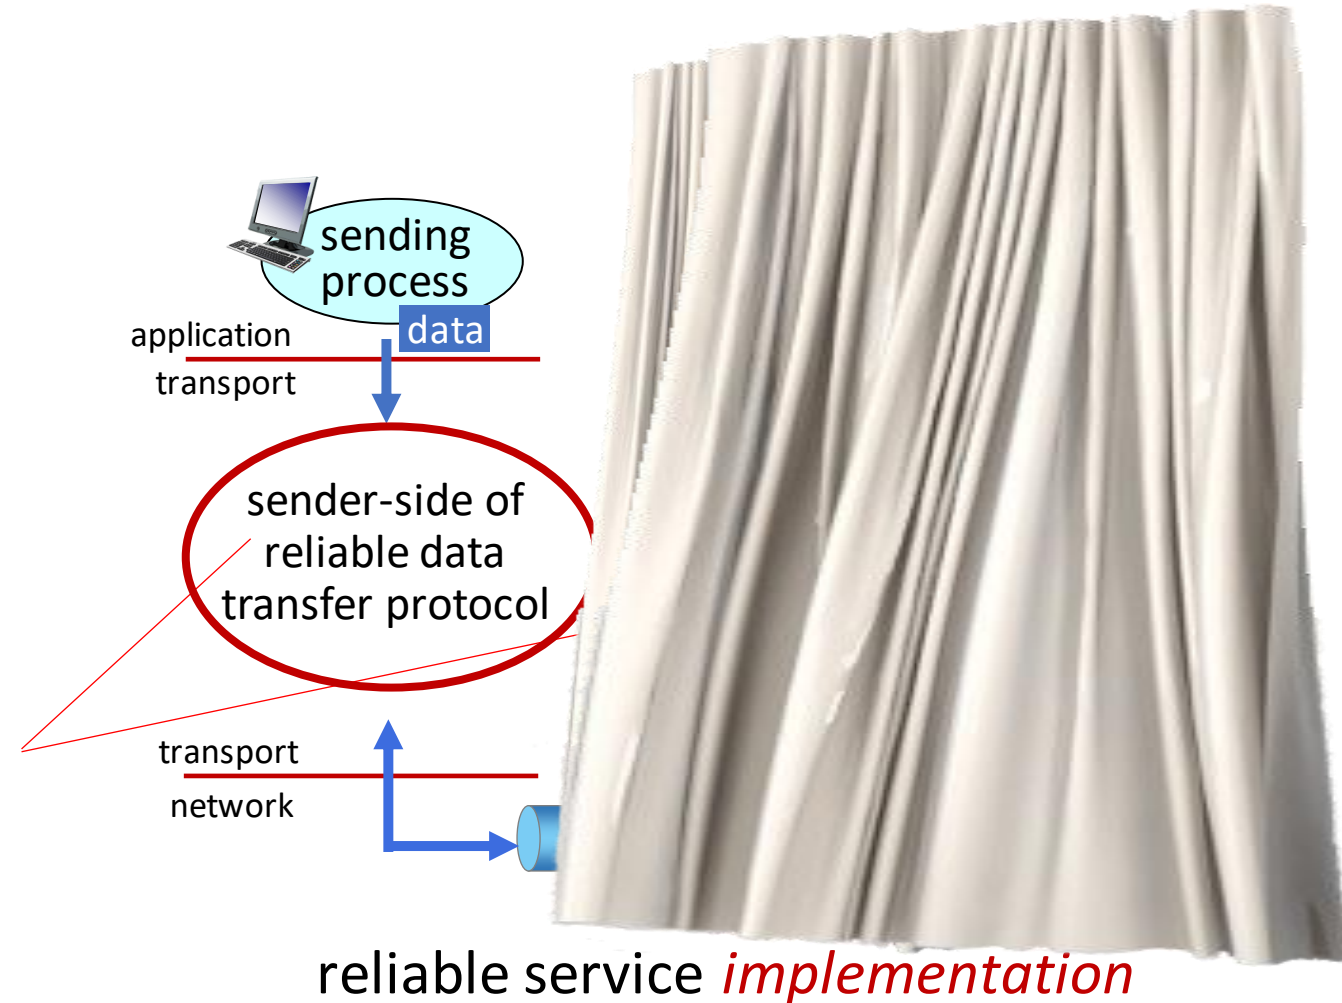 sending
process
data
application
transport
sender-side of
reliable data
transfer protocol
transport
network
reliable service implementation